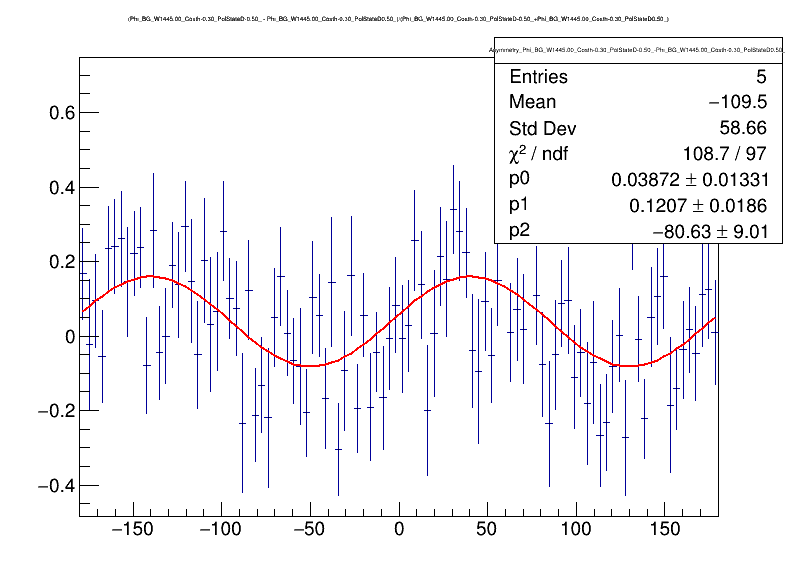 (Phi_BG_W1445.00_Costh-0.30_PolStateD-0.50_ - Phi_BG_W1445.00_Costh-0.30_PolStateD0.50_)/(Phi_BG_W1445.00_Costh-0.30_PolStateD-0.50_+Phi_BG_W1445.00_Costh-0.30_PolStateD0.50_)
Asymmetry_Phi_BG_W1445.00_Costh-0.30_PolStateD-0.50_-Phi_BG_W1445.00_Costh-0.30_PolStateD0.50_
Entries 5
Mean −109.5
Std Dev 58.66
χ² / ndf 108.7 / 97
p0 0.03872 ± 0.01331
p1 0.1207 ± 0.0186
p2 −80.63 ± 9.01
0.6
0.4
0.2
0
−0.2
−0.4
−150 −100 −50 0 50 100 150